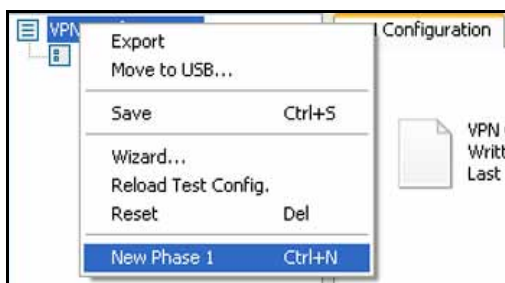 VPN
Configuration
Export
Move to USB...
Save Ctrl+S
VPN
Wizard...
Reload Test Config.
Last
Reset Del
New Phase 1 Ctrl+N